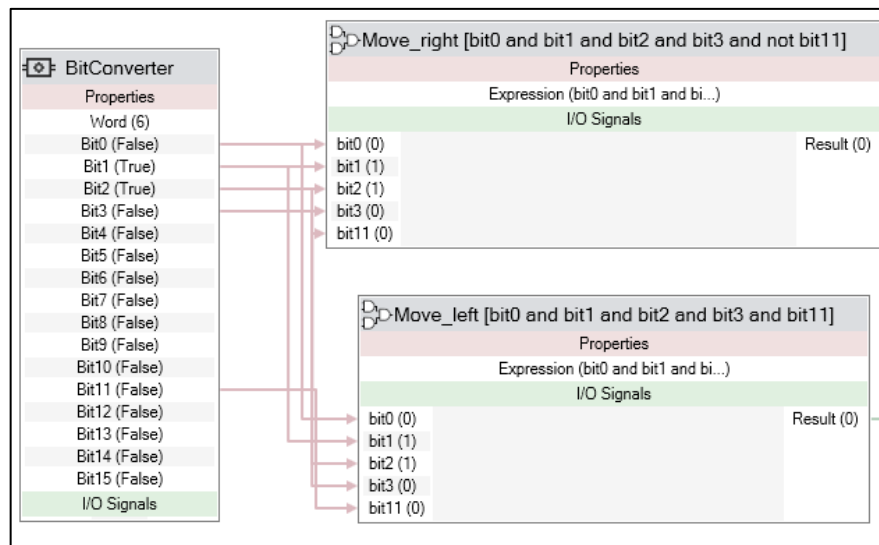 BitConverter
Properties
Word (6)
Bit0 (False)
Bit1 (True)
Bit2 (True)
Bit3 (False)
Bit4 (False)
Bit5 (False)
Bit6 (False)
Bit7 (False)
Bit8 (False)
Bit9 (False)
Bit10 (False)
Bit11 (False)
Bit12 (False)
Bit13 (False)
Bit14 (False)
Bit15 (False)
I/O Signals
Move_right [bit0 and bit1 and bit2 and bit3 and not bit11]
Properties
Expression (bit0 and bit1 and bi...)
I/O Signals
bit0 (0) Result (0)
bit1 (1)
bit2 (1)
bit3 (0)
bit11 (0)
Move_left [bit0 and bit1 and bit2 and bit3 and bit11]
Properties
Expression (bit0 and bit1 and bi...)
I/O Signals
bit0 (0) Result (0)
bit1 (1)
bit2 (1)
bit3 (0)
bit11 (0)